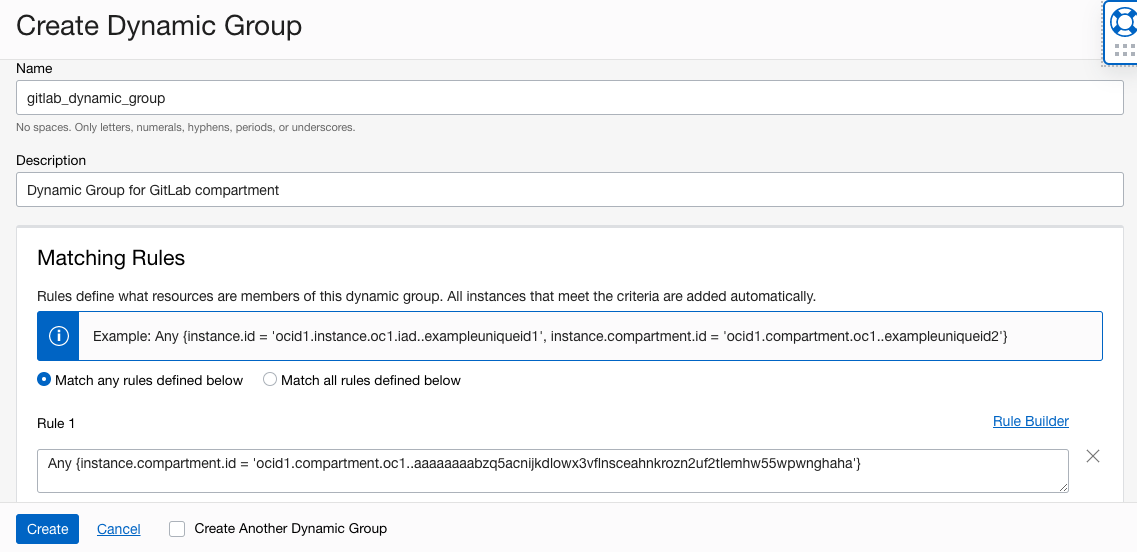 Create Dynamic Group
Name
gitlab_dynamic_group
No spaces. Only letters, numerals, hyphens, periods, or underscores.
Description
Dynamic Group for GitLab compartment
Matching Rules
Rules define what resources are members of this dynamic group. All instances that meet the criteria are added automatically.
Example: Any {instance.id = 'ocid1.instance.oc1.iad..exampleuniqueid1', instance.compartment.id = 'ocid1.compartment.oc1..exampleuniqueid2'}
Match any rules defined below
Match all rules defined below
Rule 1
Rule Builder
Any {instance.compartment.id = 'ocid1.compartment.oc1..aaaaaaaabzq5acnijkdlowx3vflnsceahnkrozn2uf2tlemhw55wpwnghaha'}
Create
Cancel
Create Another Dynamic Group